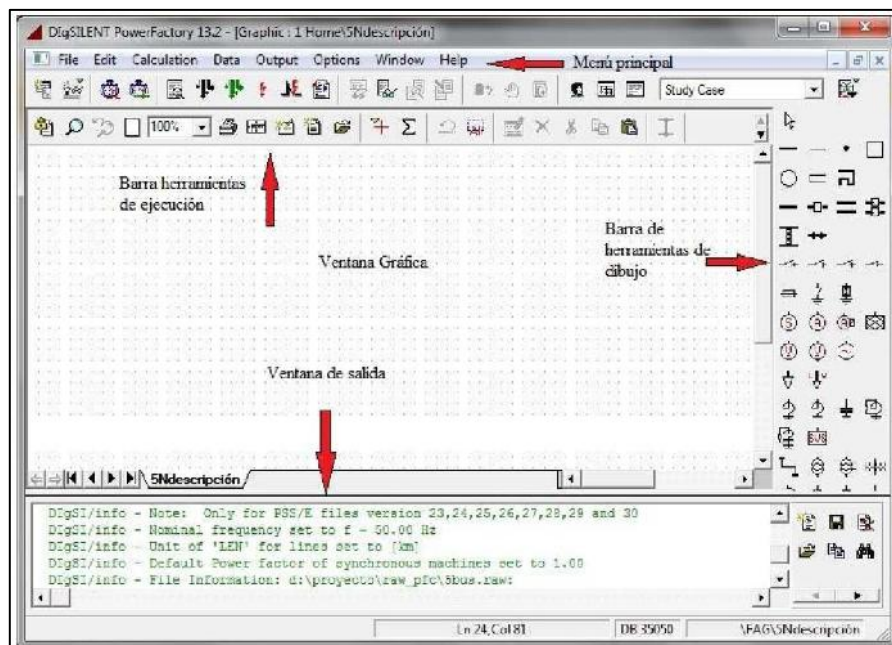 DIgSILENT PowerFactory 13.2 - [Graphic : 1 Home\5Ndescripción]
File Edit Calculation Data Output Options Window Help
Menú principal
Study Case
100%
Barra herramientas
de ejecución
Barra de
herramientas de
dibujo
Ventana Gráfica
Ventana de salida
SVS
5Ndescripción
DIgSI/info - Note: Only for PSS/E files version 23,24,25,26,27,28,29 and 30
DIgSI/info - Nominal frequency set to f = 50.00 Hz
DIgSI/info - Unit of 'LEN' for lines set to [km]
DIgSI/info - Default Power factor of synchronous machines set to 1.00
DIgSI/info - File Information: d:\proyecto\raw_pfc\5bus.raw:
Ln 24,Col 81
DB 35050
\FAG\5Ndescripción